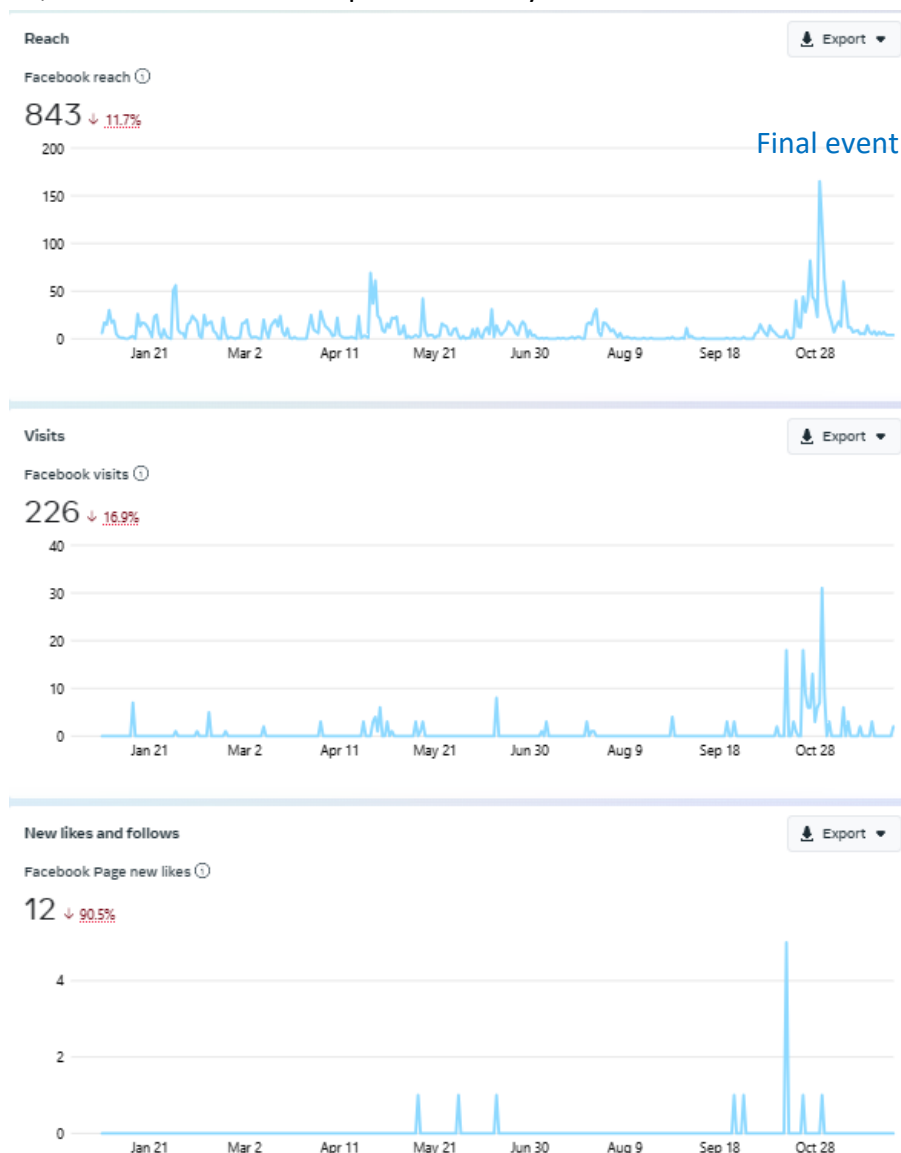 Reach
Export
Facebook reach
843 ↓ 11.7%
Final event
200
150
100
50
0
Jan 21 Mar 2 Apr 11 May 21 Jun 30 Aug 9 Sep 18 Oct 28
Visits
Export
Facebook visits
226 ↓ 16.9%
40
30
20
10
0
Jan 21 Mar 2 Apr 11 May 21 Jun 30 Aug 9 Sep 18 Oct 28
New likes and follows
Export
Facebook Page new likes
12 ↓ 90.5%
4
2
0
Jan 21 Mar 2 Apr 11 May 21 Jun 30 Aug 9 Sep 18 Oct 28